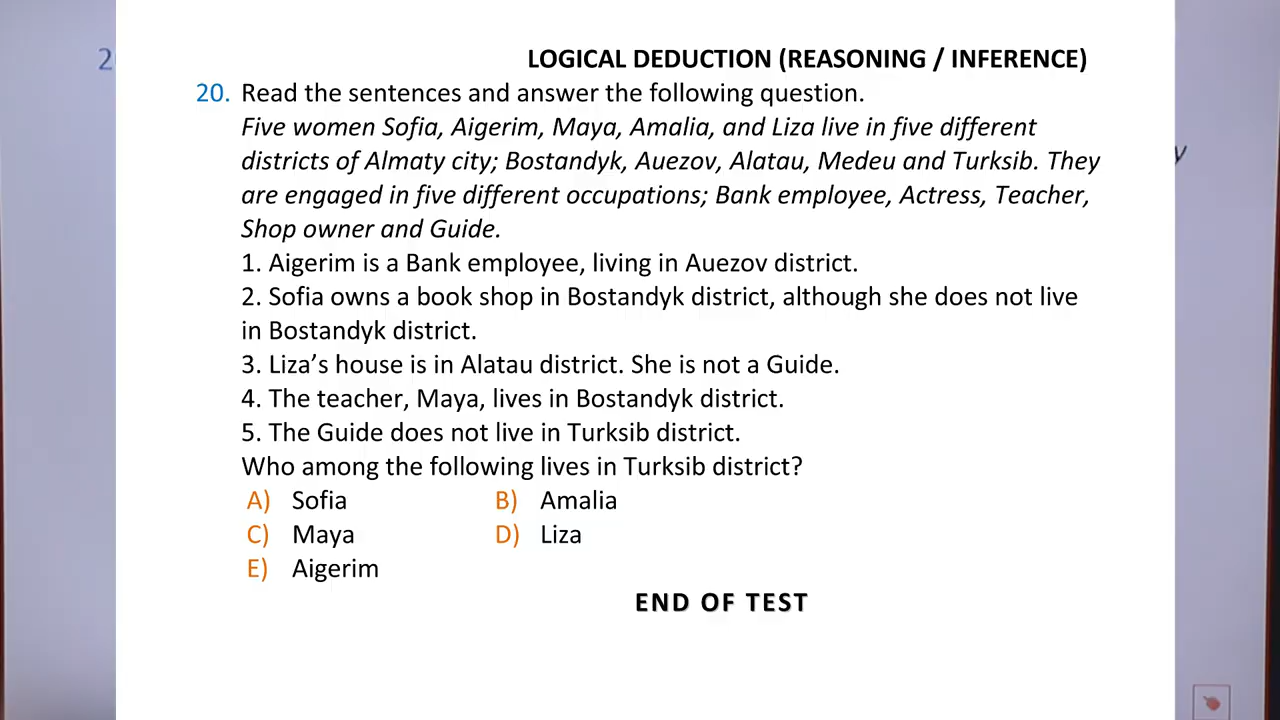 LOGICAL DEDUCTION (REASONING / INFERENCE)
20. Read the sentences and answer the following question.
Five women Sofia, Aigerim, Maya, Amalia, and Liza live in five different
districts of Almaty city; Bostandyk, Auezov, Alatau, Medeu and Turksib. They
are engaged in five different occupations; Bank employee, Actress, Teacher,
Shop owner and Guide.
1. Aigerim is a Bank employee, living in Auezov district.
2. Sofia owns a book shop in Bostandyk district, although she does not live
in Bostandyk district.
3. Liza’s house is in Alatau district. She is not a Guide.
4. The teacher, Maya, lives in Bostandyk district.
5. The Guide does not live in Turksib district.
Who among the following lives in Turksib district?
A) Sofia B) Amalia
C) Maya D) Liza
E) Aigerim
END OF TEST